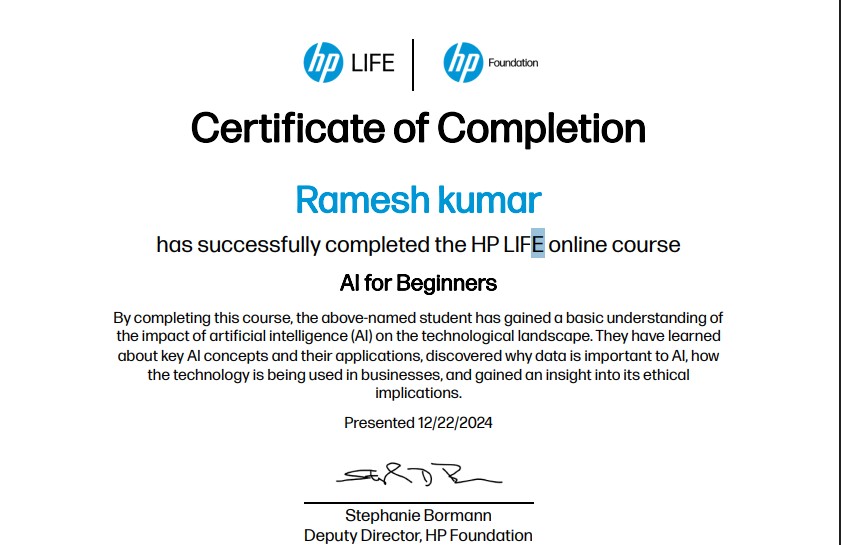 hp LIFE hp Foundation
Certificate of Completion
Ramesh kumar
has successfully completed the HP LIFE online course
AI for Beginners
By completing this course, the above-named student has gained a basic understanding of
the impact of artificial intelligence (AI) on the technological landscape. They have learned
about key AI concepts and their applications, discovered why data is important to AI, how
the technology is being used in businesses, and gained an insight into its ethical
implications.
Presented 12/22/2024
Stephanie Bormann
Deputy Director, HP Foundation